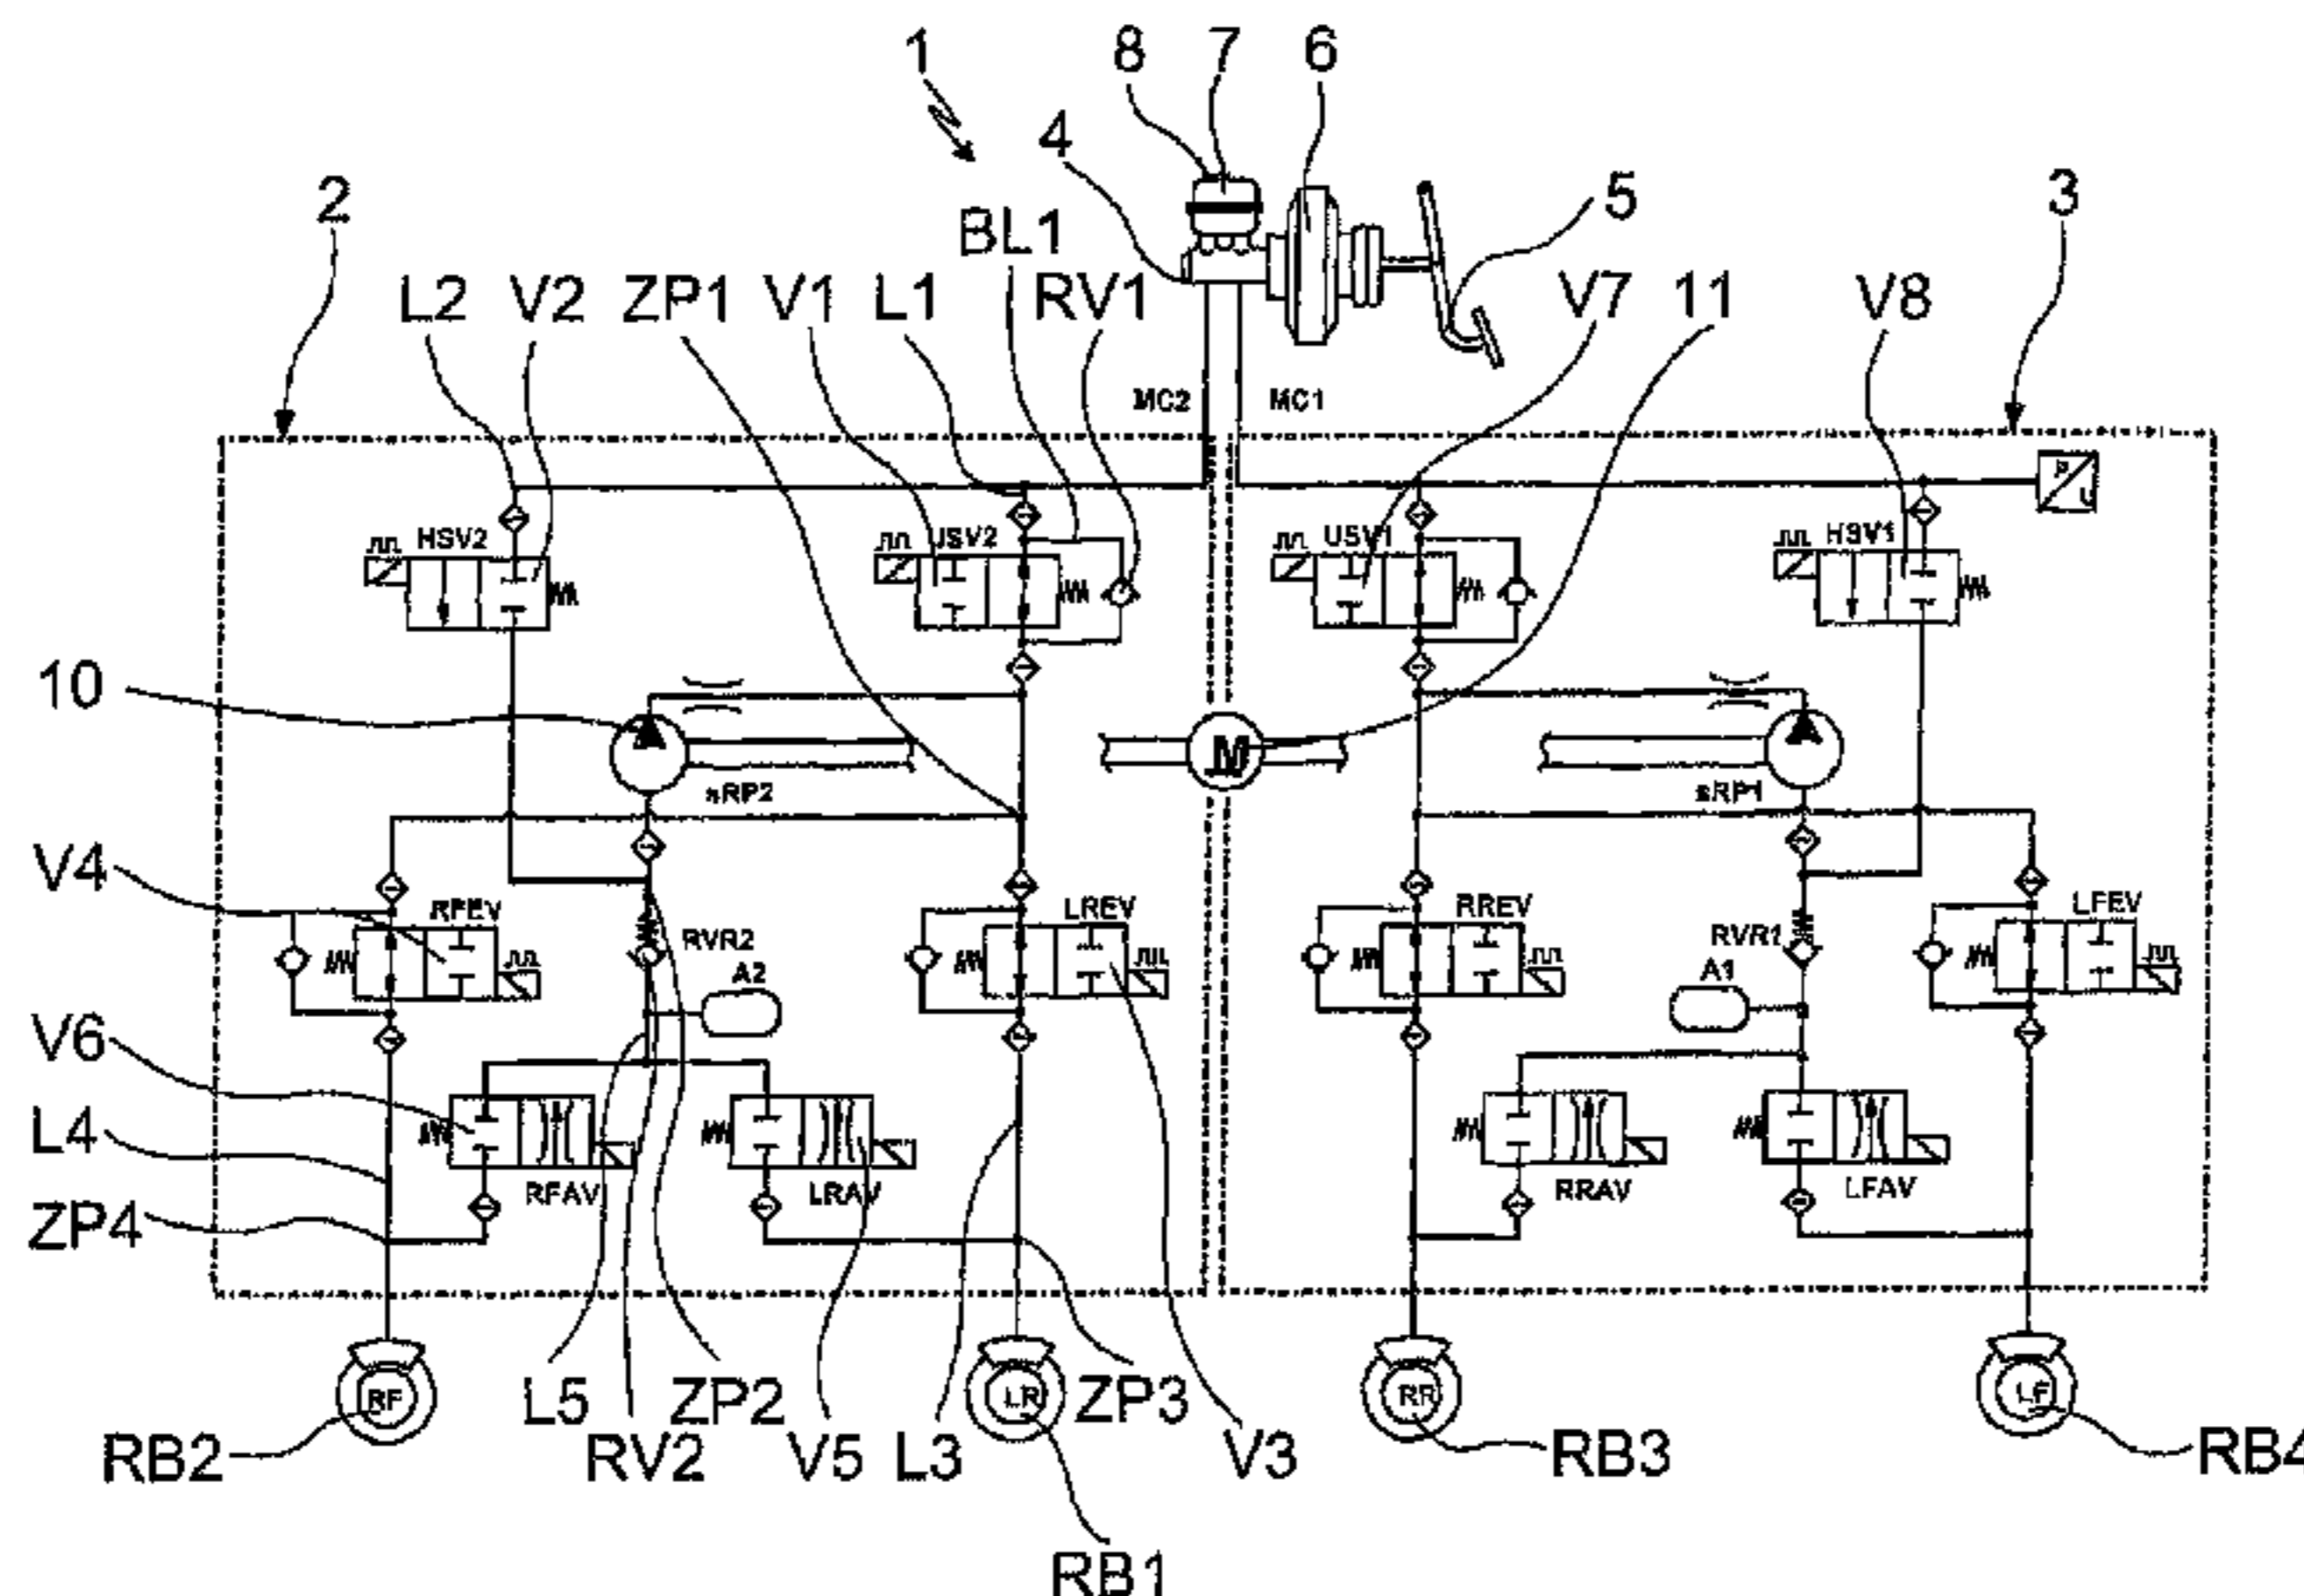 1
8 7 6
4
2
BL1
5
3
L2 V2 ZP1 V1 L1 RV1 V7 11 V8
MC2 MC1
P
U
HSV2 USV2 USV1 HSV1
10
M
sRP2 sRP1
V4
RFEV LREV RREV LFEV
RVR2 RVR1
A2 A1
V6
L4
RFAV LRAV RRAV LFAV
ZP4
RF LR RR LF
L5 ZP2 ZP3
RB2 RV2 V5 L3 V3 RB3 RB4
RB1